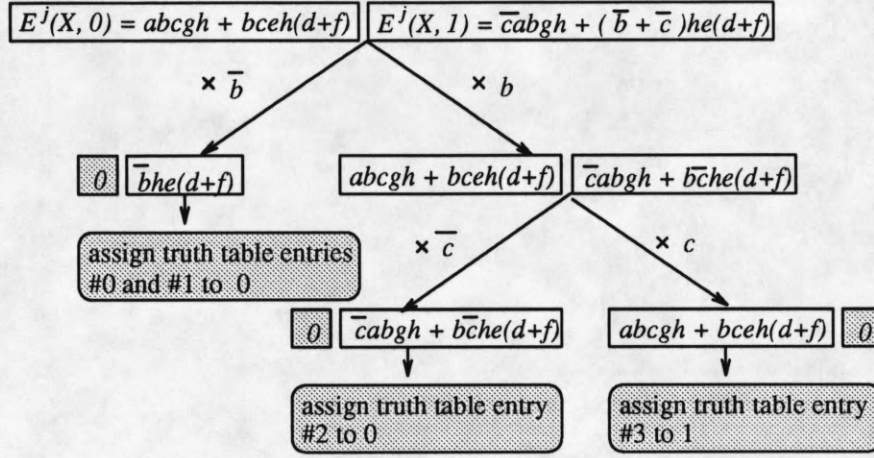 E^j(X, 0) = abcgh + bceh(d+f) E^j(X, 1) = c̅abgh + (b̅ + c̅)he(d+f)
× b̅ × b
0 b̅he(d+f) abcgh + bceh(d+f) c̅abgh + bc̅he(d+f)
assign truth table entries
#0 and #1 to 0
× c̅ × c
0 c̅abgh + bc̅he(d+f) abcgh + bceh(d+f) 0
assign truth table entry
#2 to 0
assign truth table entry
#3 to 1